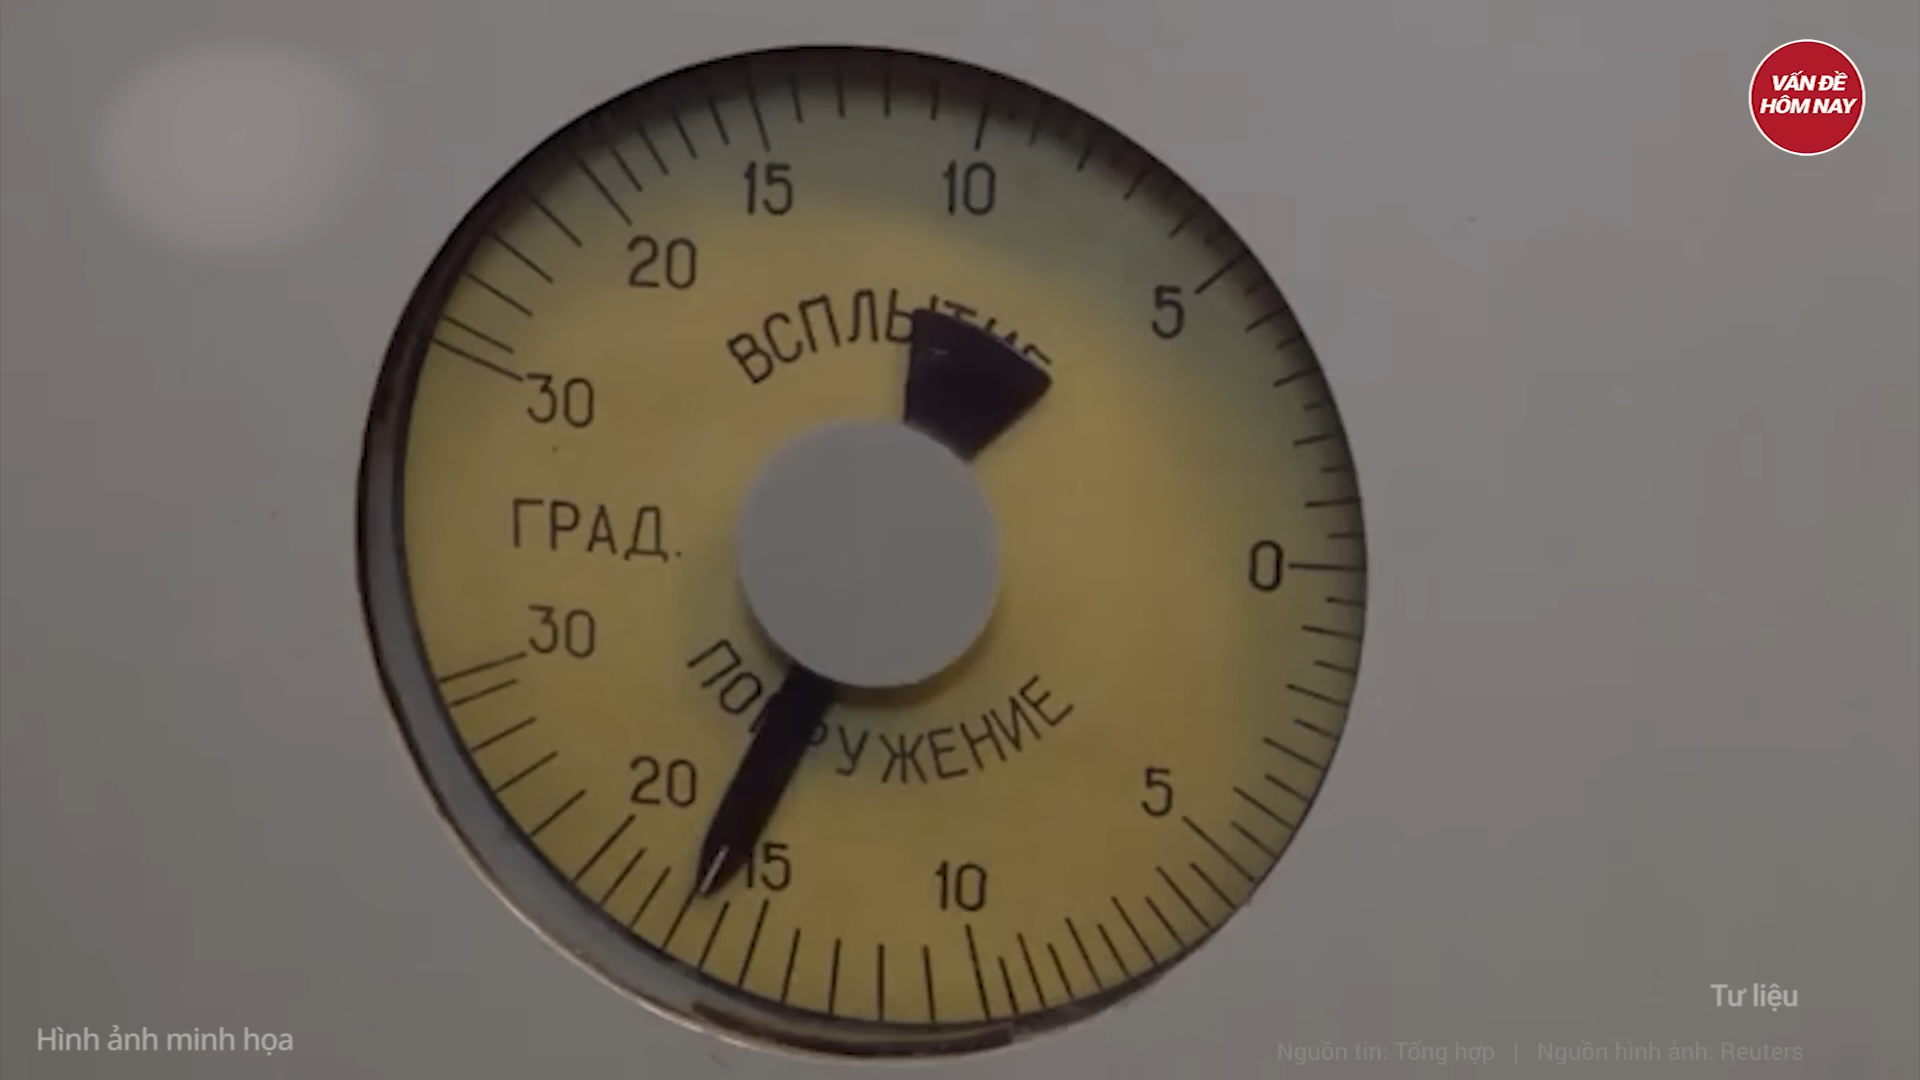 VẤN ĐỀ
HÔM NAY
15
10
20
5
ВСПЛЫТИЕ
30
ГРАД.
0
30
ПОГРУЖЕНИЕ
20
5
15
10
Tư liệu
Hình ảnh minh họa
Nguồn tin: Tổng hợp | Nguồn hình ảnh: Reuters